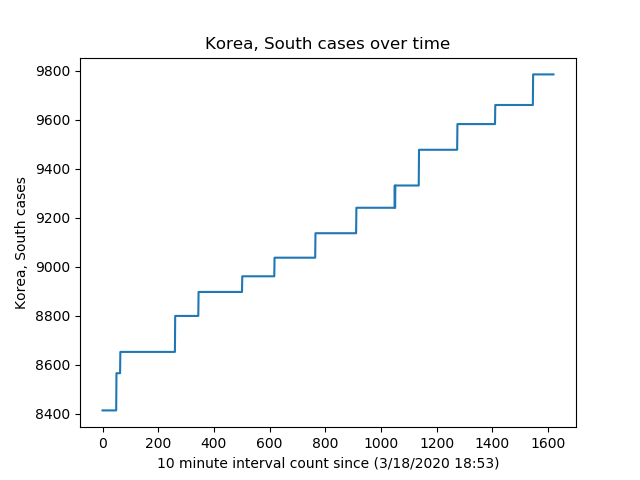 Korea, South cases over time
Korea, South cases
9800
9600
9400
9200
9000
8800
8600
8400
0 200 400 600 800 1000 1200 1400 1600
10 minute interval count since (3/18/2020 18:53)